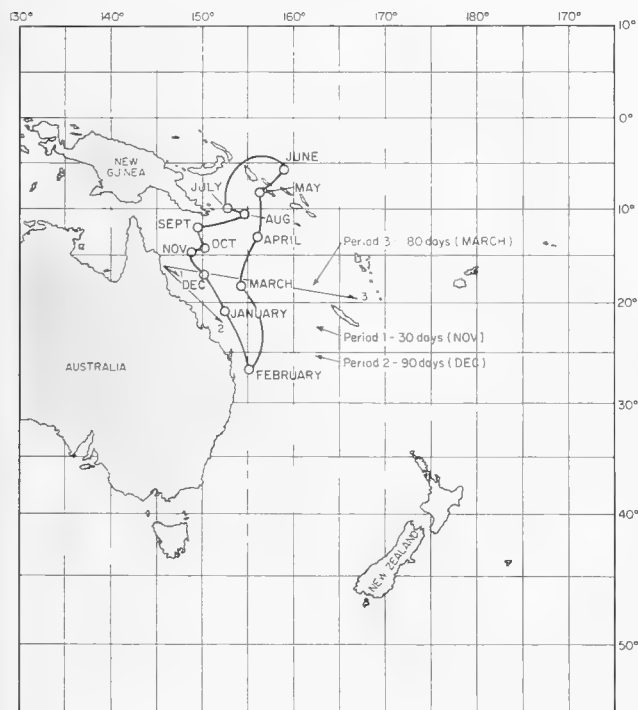 130° 140° 150° 160° 170° 180° 170°
10°
0°
JUNE
NEW
GUINEA
JULY MAY
10°
SEPT AUG
OCT APRIL
NOV
Period 3 - 80 days (MARCH)
DEC MARCH
3
20°
JANUARY
2
Period 1 - 30 days (NOV)
AUSTRALIA FEBRUARY
Period 2 - 90 days (DEC)
30°
40°
NEW ZEALAND
50°